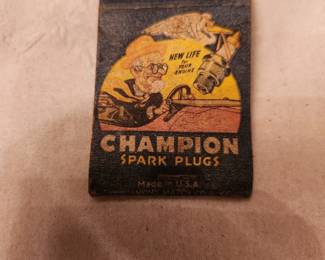 NEW LIFE
for
YOUR
ENGINE
CHAMPION
SPARK PLUGS
Made in U.S.A.